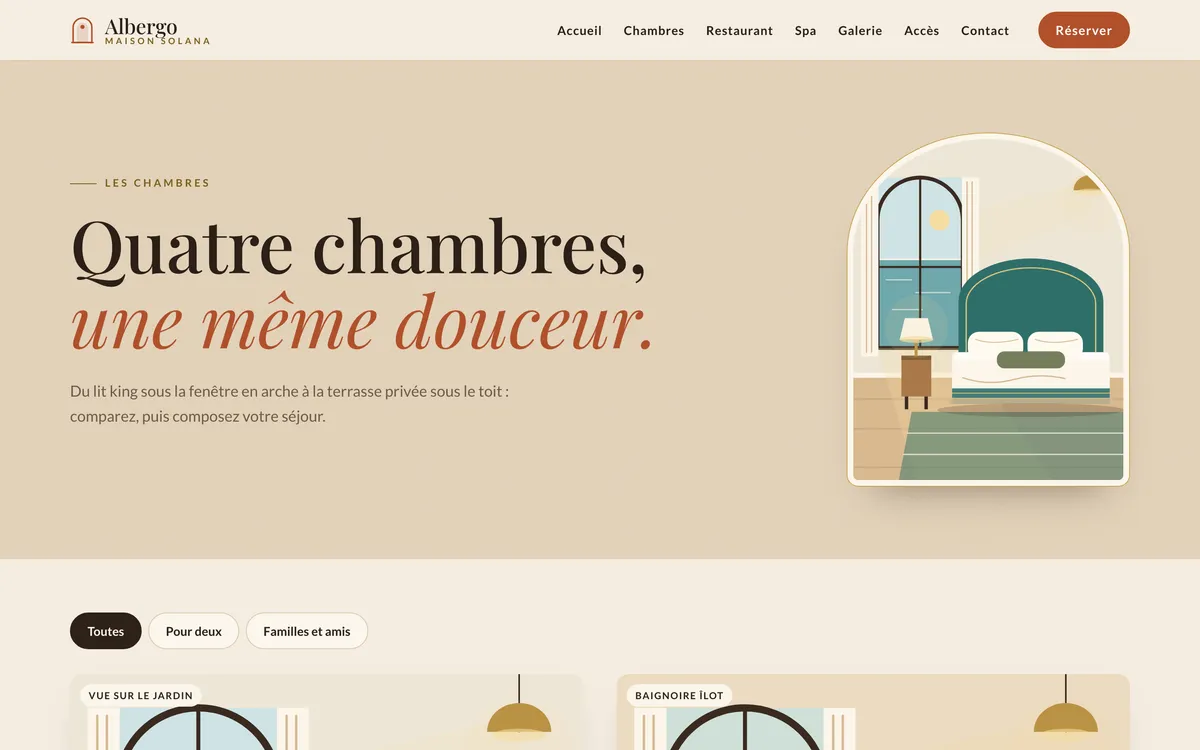 Albergo
MAISON SOLANA
Accueil Chambres Restaurant Spa Galerie Accès Contact Réserver
LES CHAMBRES
Quatre chambres,
une même douceur.
Du lit king sous la fenêtre en arche à la terrasse privée sous le toit :
comparez, puis composez votre séjour.
Toutes Pour deux Familles et amis
VUE SUR LE JARDIN BAIGNOIRE ÎLOT